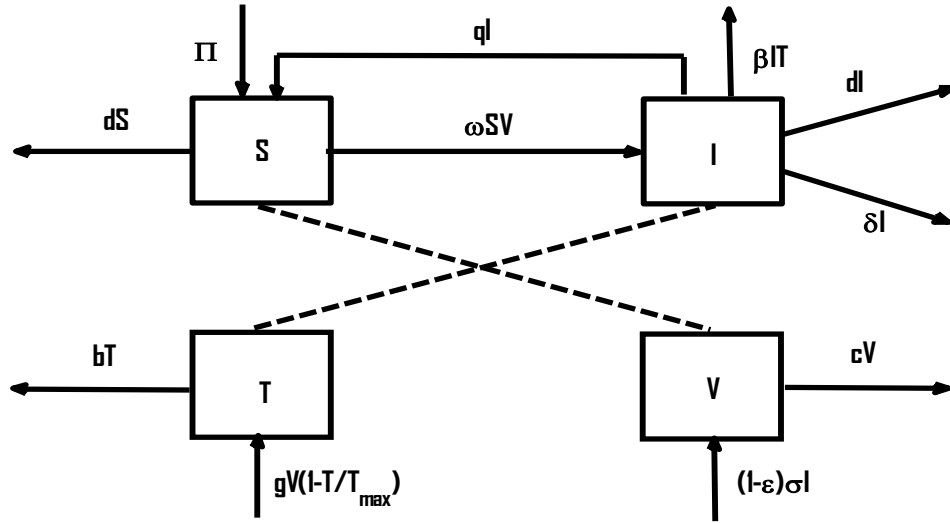 qI
Π
βIT
dI
dS
S
ωSV
I
δI
bT
T
V
cV
gV(1-T/Tmax)
(1-ε)σI